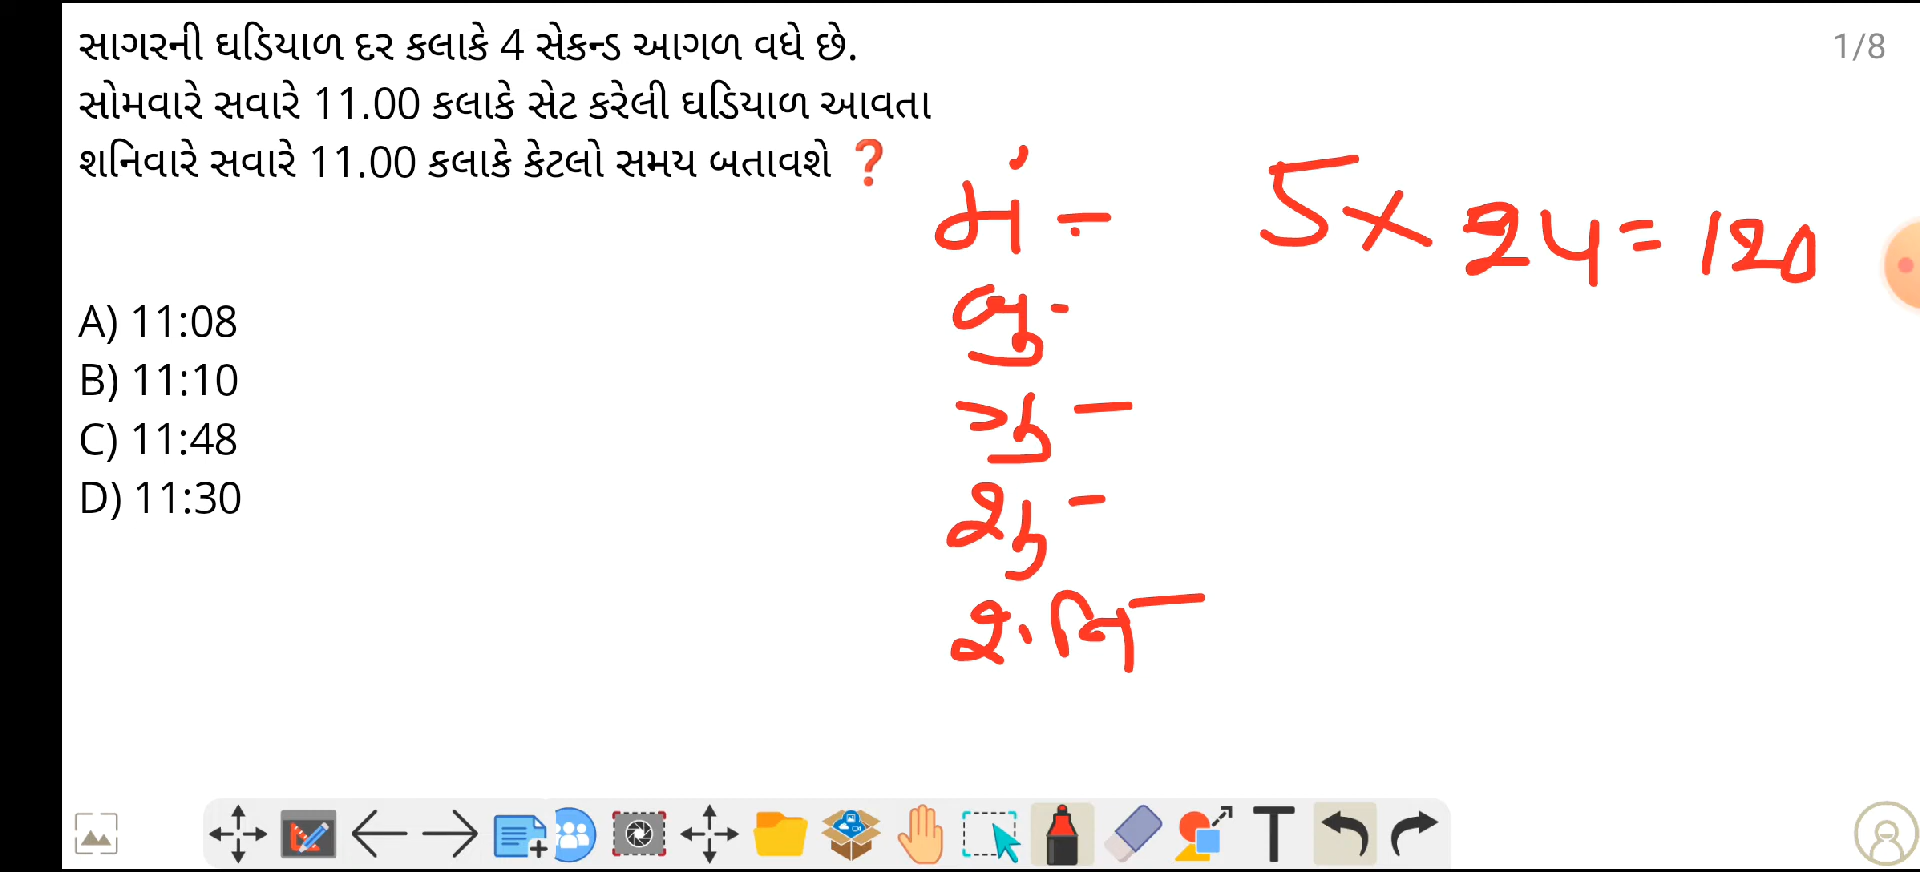 સાગરની ઘડિયાળ દર કલાકે 4 સેકન્ડ આગળ વધે છે.
1/8
સોમવારે સવારે 11.00 કલાકે સેટ કરેલી ઘડિયાળ આવતા
શનિવારે સવારે 11.00 કલાકે કેટલો સમય બતાવશે ❓
મં -
5 × 24 = 120
બુ -
ગુ -
શુ -
શનિ -
A) 11:08
B) 11:10
C) 11:48
D) 11:30
T